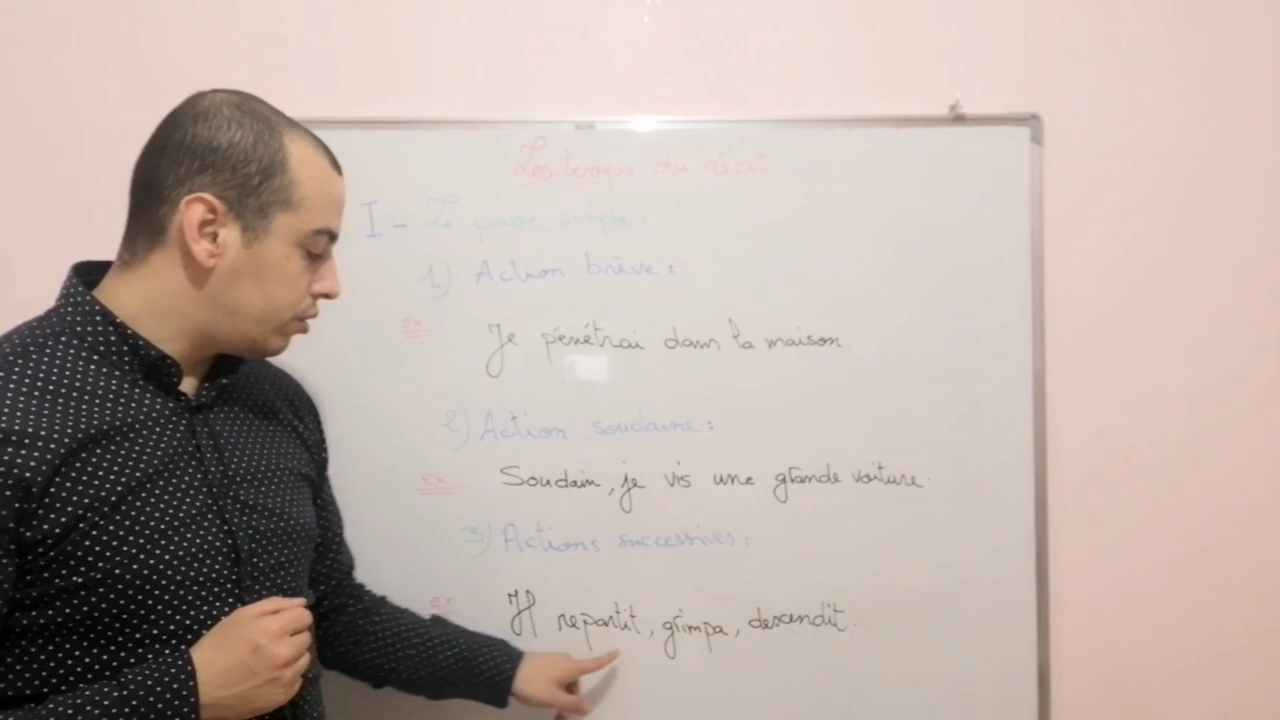 Les temps du récit
I - Le passé simple :
1) Action brève :
ex Je pénétrai dans la maison.
2) Action soudaine :
ex Soudain, je vis une grande voiture.
3) Actions successives :
ex Il repartit, grimpa, descendit.